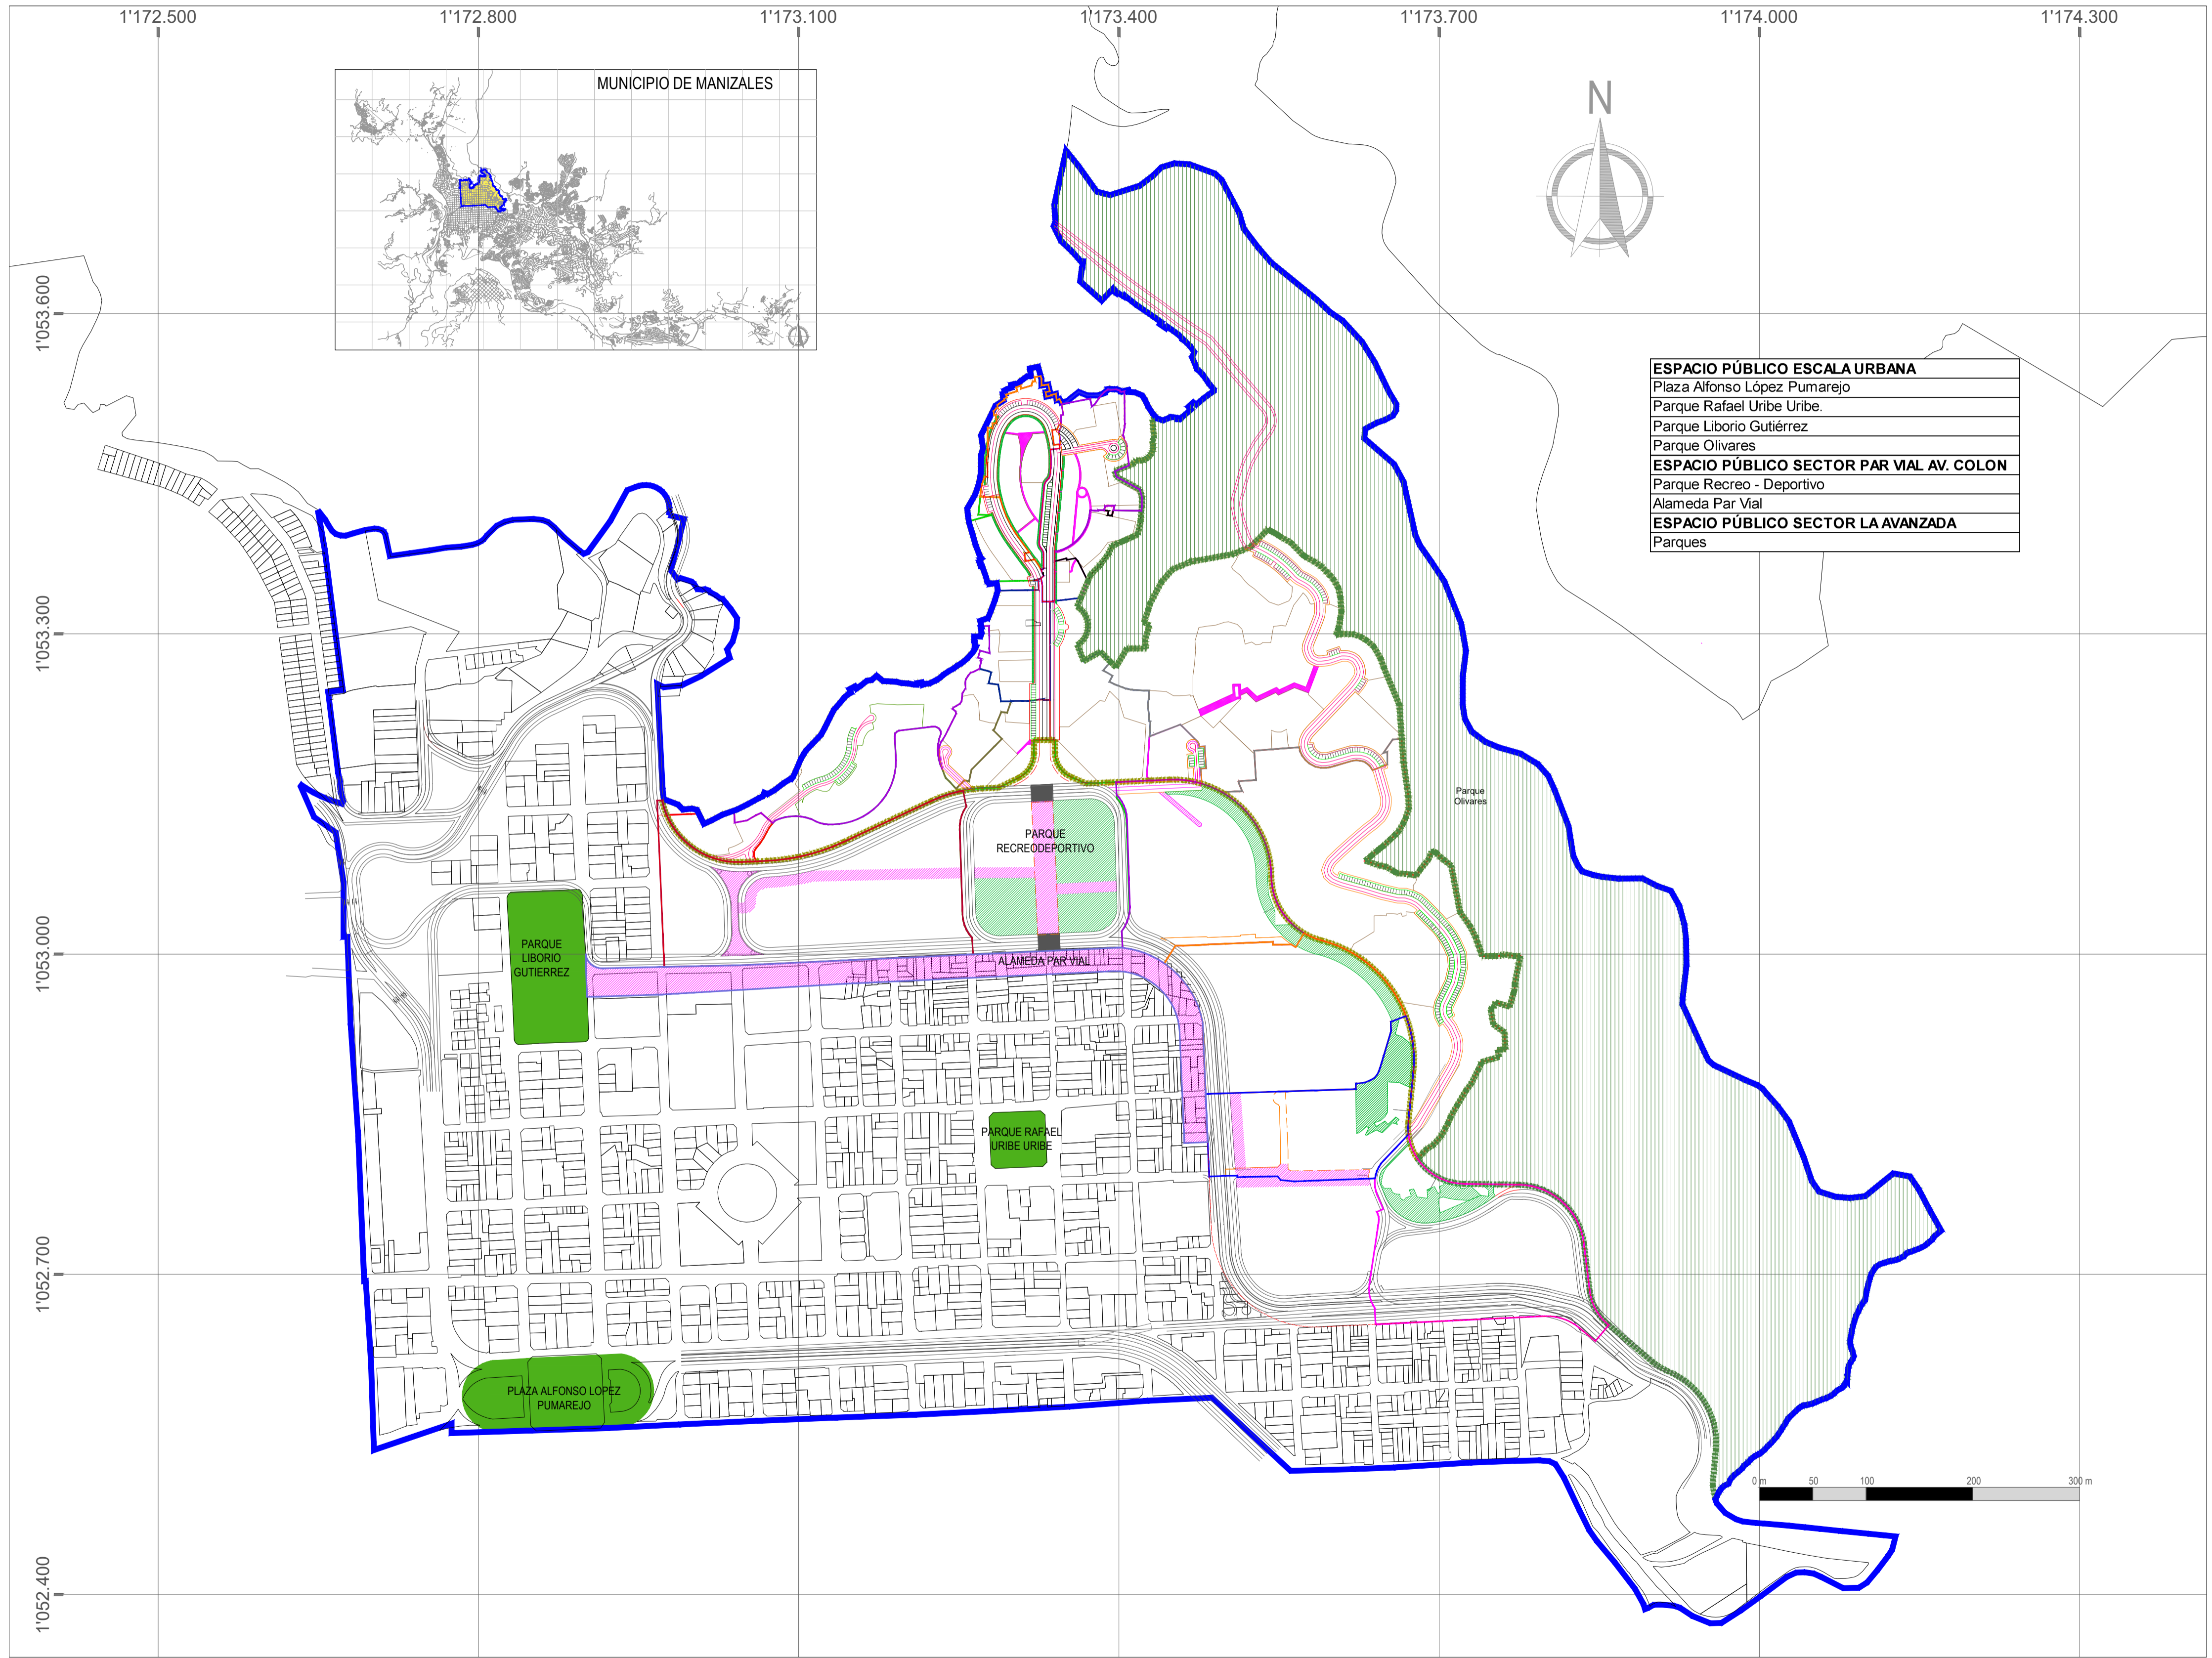 1'172.500
1'172.800
1'173.100
1'173.400
1'173.700
1'174.000
1'174.300
MUNICIPIO DE MANIZALES
N
1'053.600
1'053.300
1'053.000
1'052.700
1'052.400
ESPACIO PÚBLICO ESCALA URBANA
Plaza Alfonso López Pumarejo
Parque Rafael Uribe Uribe.
Parque Liborio Gutiérrez
Parque Olivares
ESPACIO PÚBLICO SECTOR PAR VIAL AV. COLON
Parque Recreo - Deportivo
Alameda Par Vial
ESPACIO PÚBLICO SECTOR LA AVANZADA
Parques
Parque
Olivares
PARQUE
RECREODEPORTIVO
PARQUE
LIBORIO
GUTIERREZ
ALAMEDA PAR VIAL
PARQUE RAFAEL
URIBE URIBE
PLAZA ALFONSO LOPEZ
PUMAREJO
0 m
50
100
200
300 m